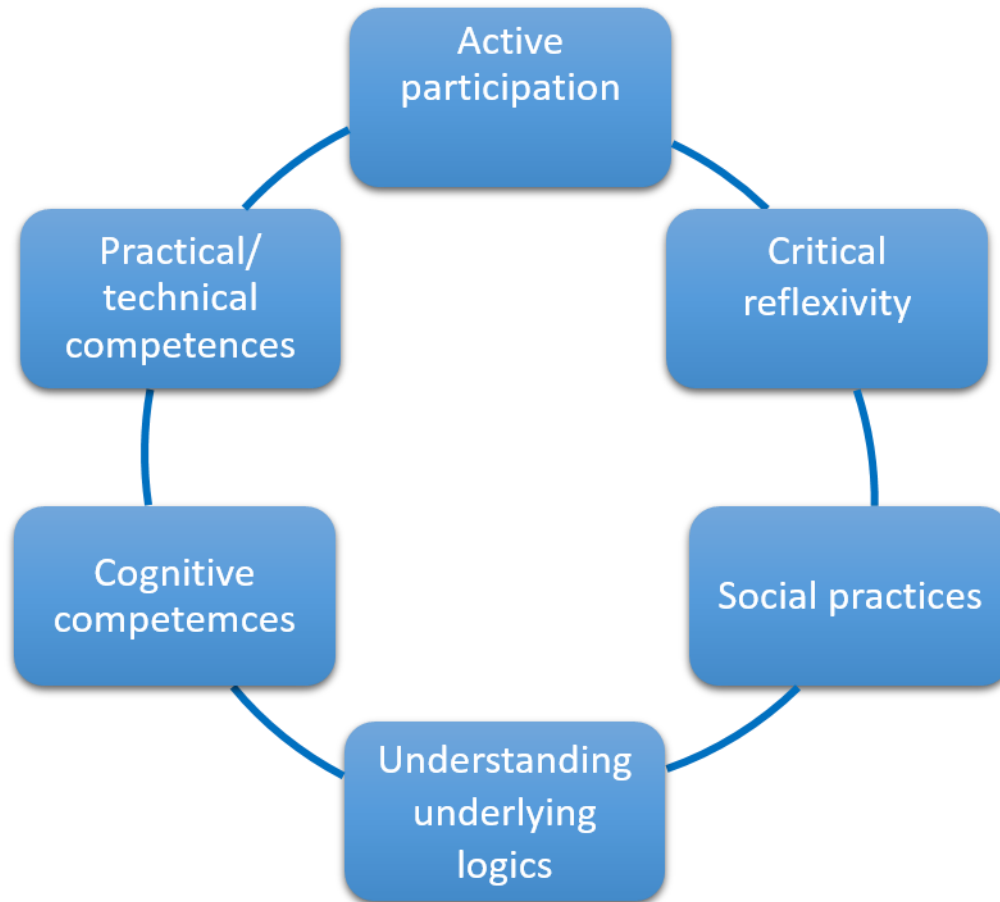 Active
participation
Critical
reflexivity
Social practices
Understanding
underlying
logics
Cognitive
competemces
Practical/
technical
competences